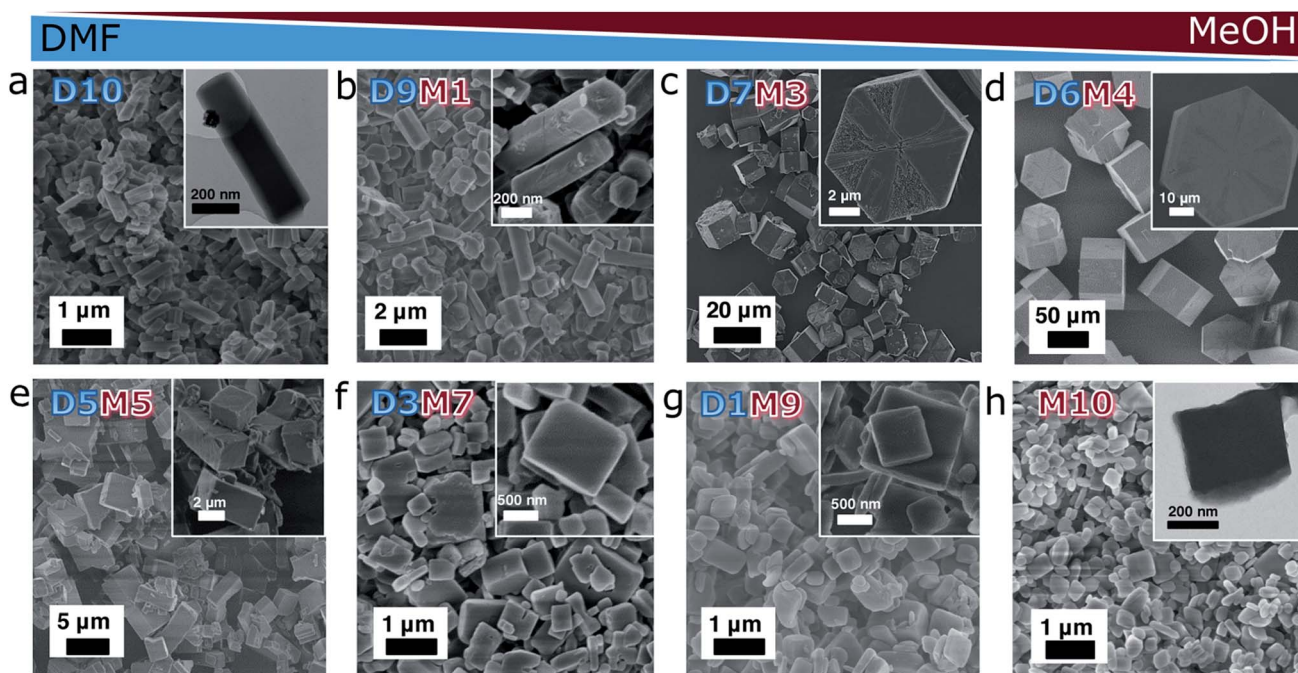 DMF MeOH
a D10 200 nm 1 µm
b D9M1 200 nm 2 µm
c D7M3 2 µm 20 µm
d D6M4 10 µm 50 µm
e D5M5 2 µm 5 µm
f D3M7 500 nm 1 µm
g D1M9 500 nm 1 µm
h M10 200 nm 1 µm